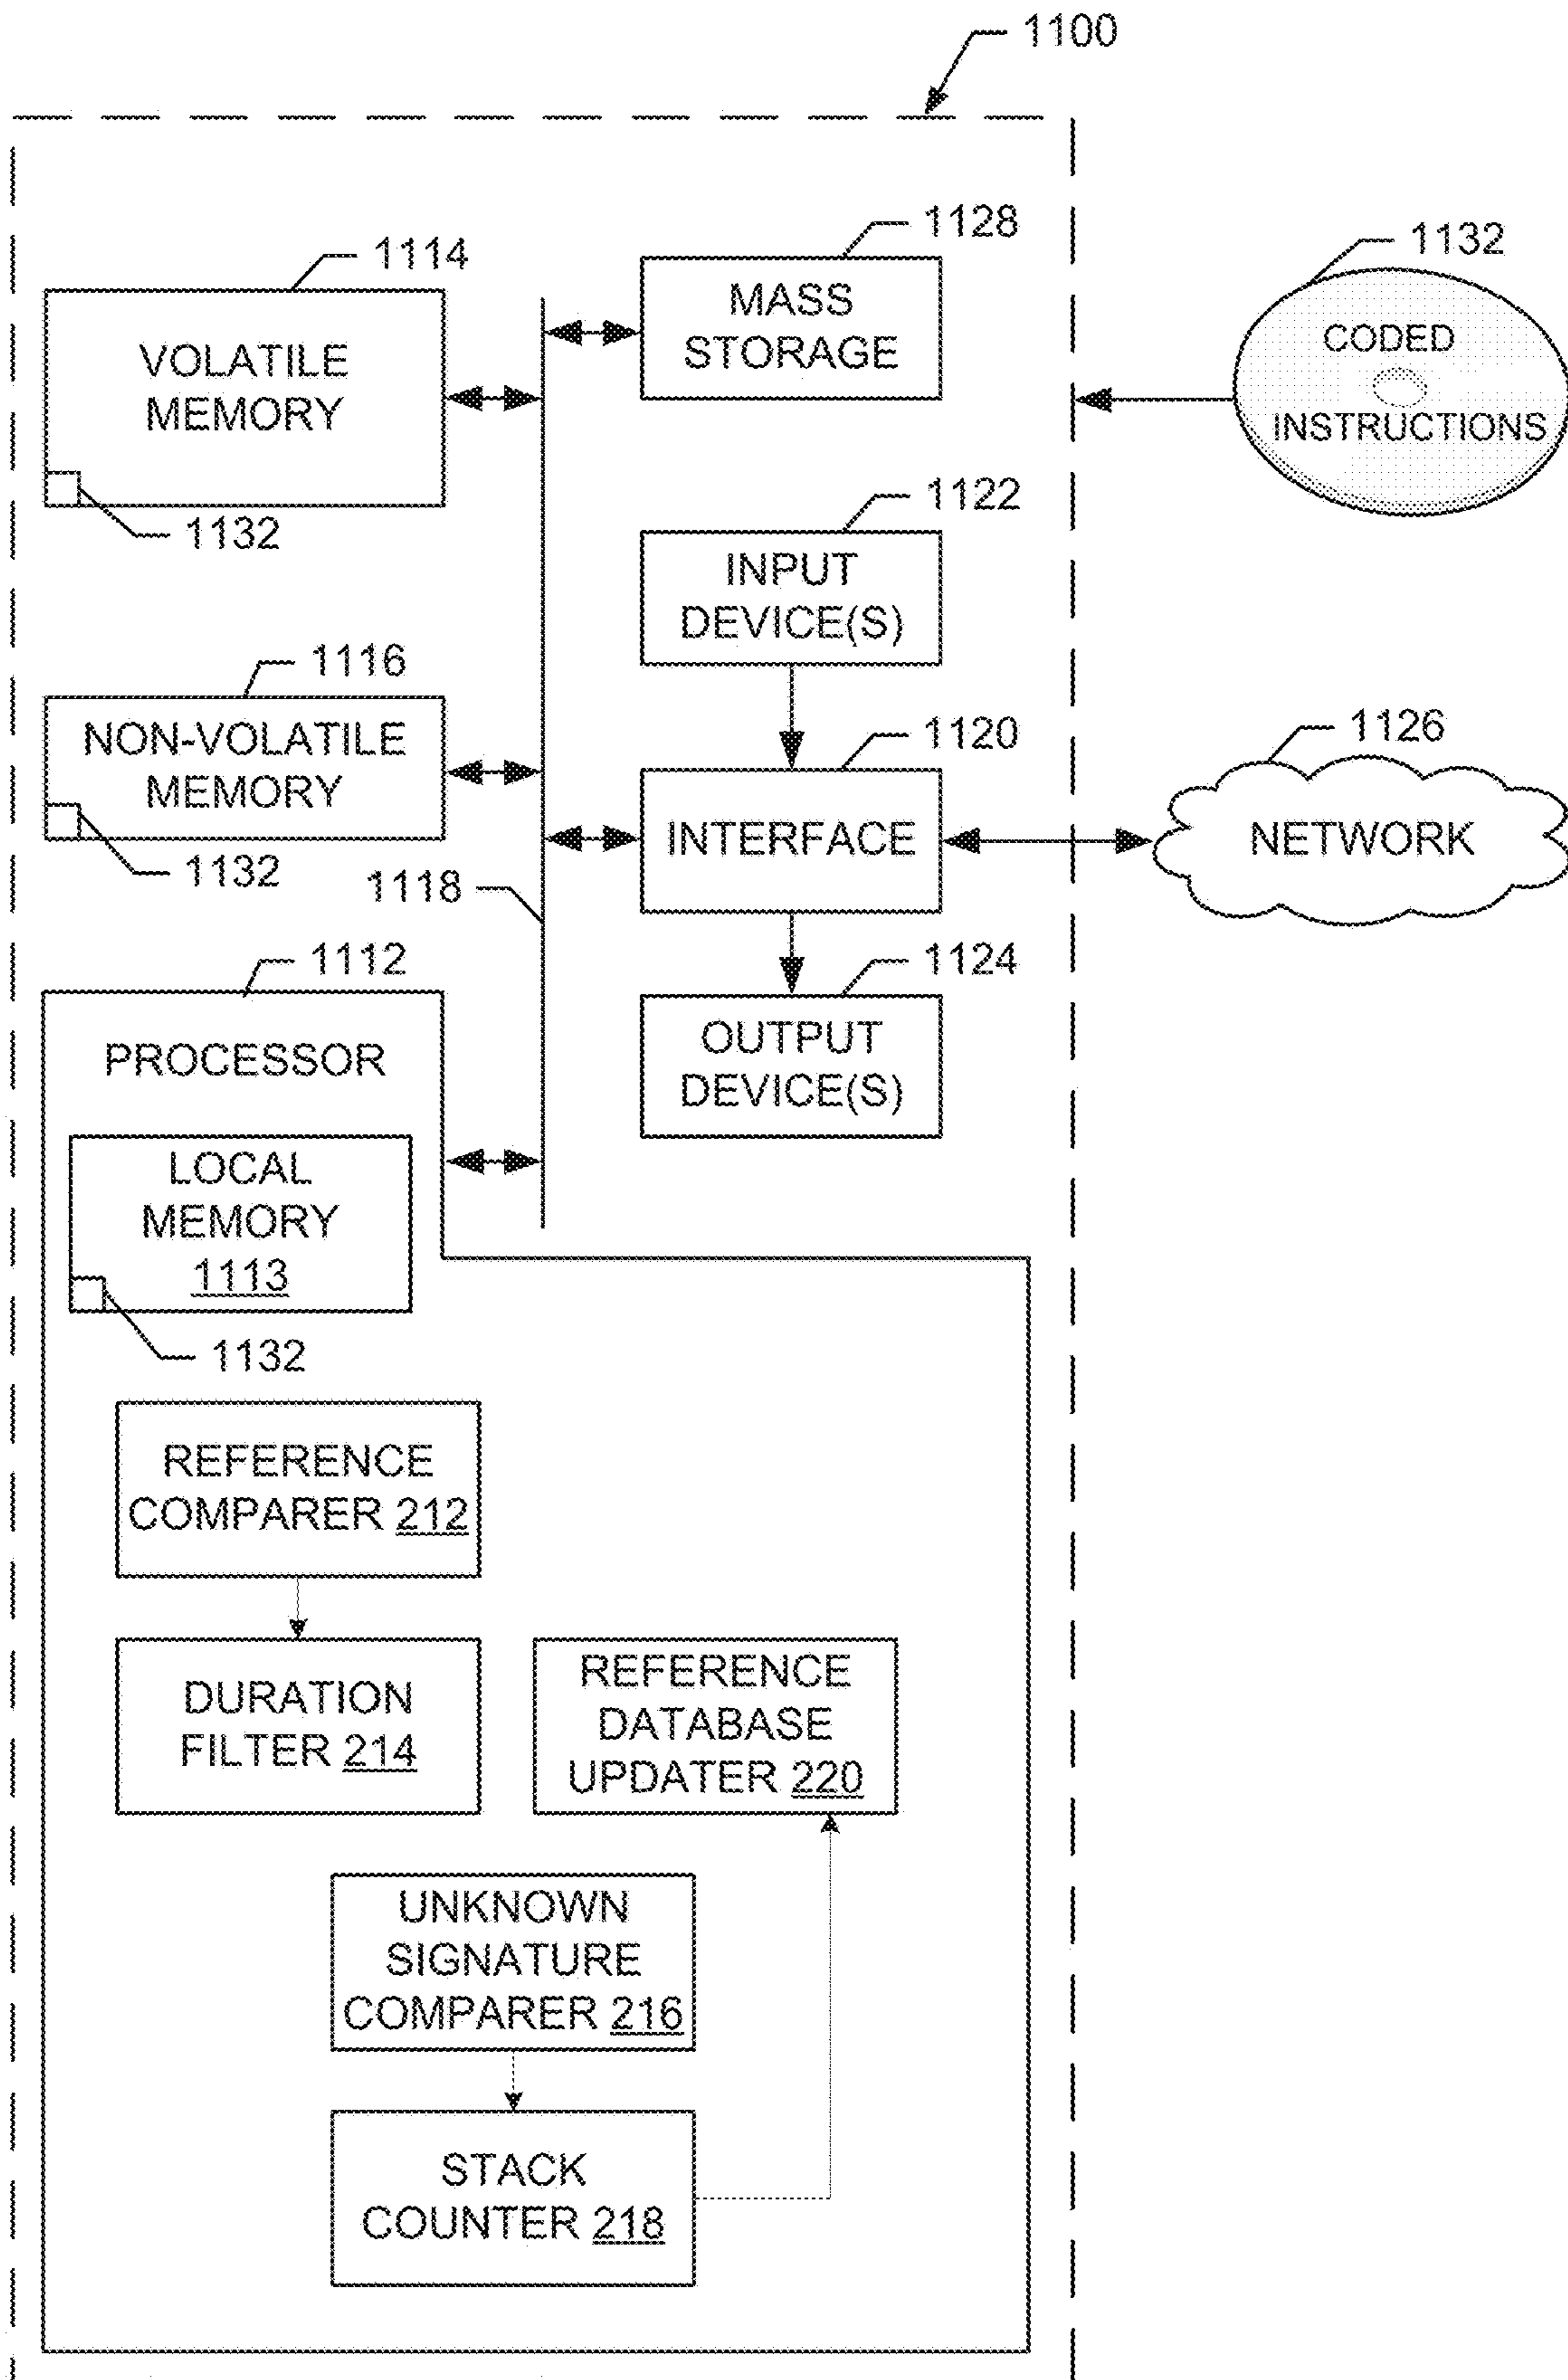 1100
1128
1114
1132
MASS
STORAGE
VOLATILE
MEMORY
CODED
INSTRUCTIONS
1132
1122
INPUT
DEVICE(S)
1116
1120
1126
NON-VOLATILE
MEMORY
INTERFACE
NETWORK
1132
1118
1112
1124
PROCESSOR
OUTPUT
DEVICE(S)
LOCAL
MEMORY
1113
1132
REFERENCE
COMPARER 212
DURATION
FILTER 214
REFERENCE
DATABASE
UPDATER 220
UNKNOWN
SIGNATURE
COMPARER 216
STACK
COUNTER 218